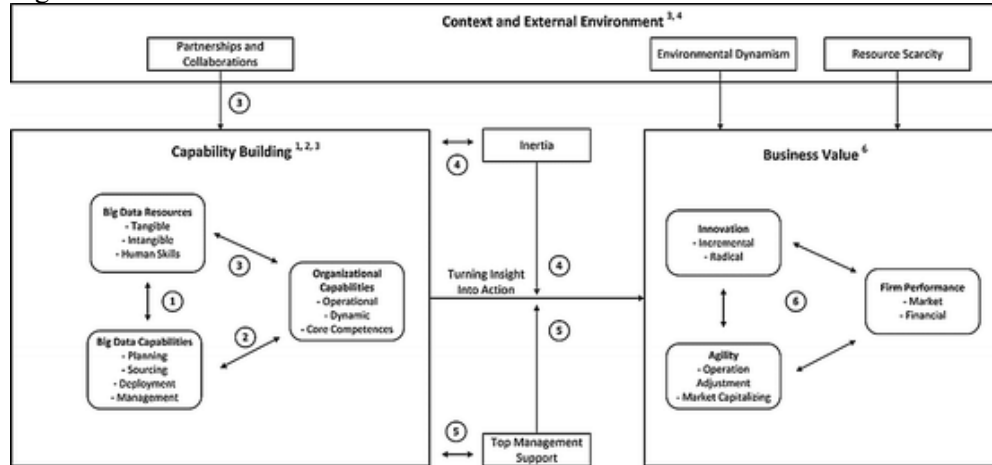 Context and External Environment 3, 4
Partnerships and
Collaborations
Environmental Dynamism
Resource Scarcity
3
Capability Building 1, 2, 3
Inertia
4
Business Value 6
Big Data Resources
- Tangible
- Intangible
- Human Skills
3
1
Organizational
Capabilities
- Operational
- Dynamic
- Core Competences
2
Big Data Capabilities
- Planning
- Sourcing
- Deployment
- Management
4
Turning Insight
Into Action
5
Innovation
- Incremental
- Radical
Firm Performance
- Market
- Financial
6
Agility
- Operation
Adjustment
- Market Capitalizing
5
Top Management
Support